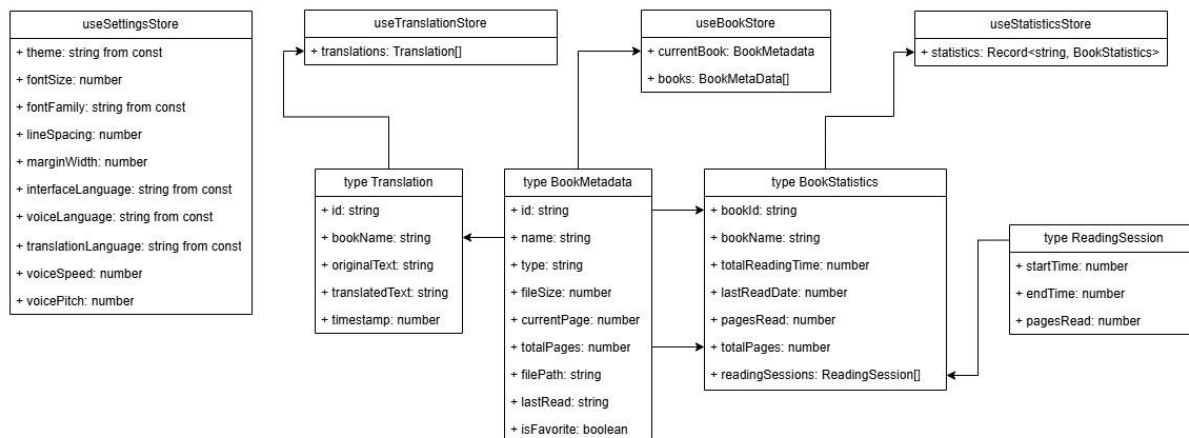 useSettingsStore
+ theme: string from const
+ fontSize: number
+ fontFamily: string from const
+ lineSpacing: number
+ marginWidth: number
+ interfaceLanguage: string from const
+ voiceLanguage: string from const
+ translationLanguage: string from const
+ voiceSpeed: number
+ voicePitch: number
useTranslationStore
+ translations: Translation[]
useBookStore
+ currentBook: BookMetadata
+ books: BookMetaData[]
useStatisticsStore
+ statistics: Record<string, BookStatistics>
type Translation
+ id: string
+ bookName: string
+ originalText: string
+ translatedText: string
+ timestamp: number
type BookMetadata
+ id: string
+ name: string
+ type: string
+ fileSize: number
+ currentPage: number
+ totalPages: number
+ filePath: string
+ lastRead: string
+ isFavorite: boolean
type BookStatistics
+ bookId: string
+ bookName: string
+ totalReadingTime: number
+ lastReadDate: number
+ pagesRead: number
+ totalPages: number
+ readingSessions: ReadingSession[]
type ReadingSession
+ startTime: number
+ endTime: number
+ pagesRead: number